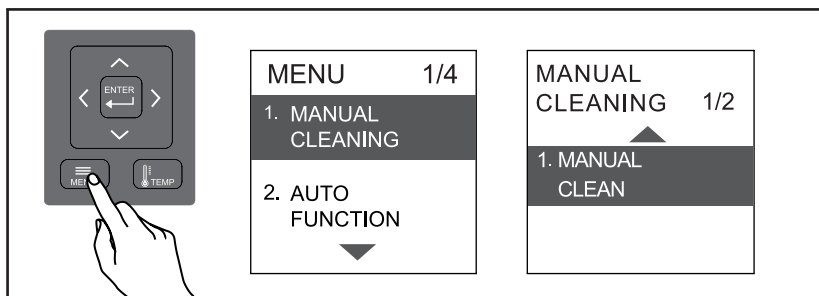 ENTER
MENU
TEMP
MENU 1/4
1. MANUAL
CLEANING
2. AUTO
FUNCTION
MANUAL
CLEANING 1/2
1. MANUAL
CLEAN